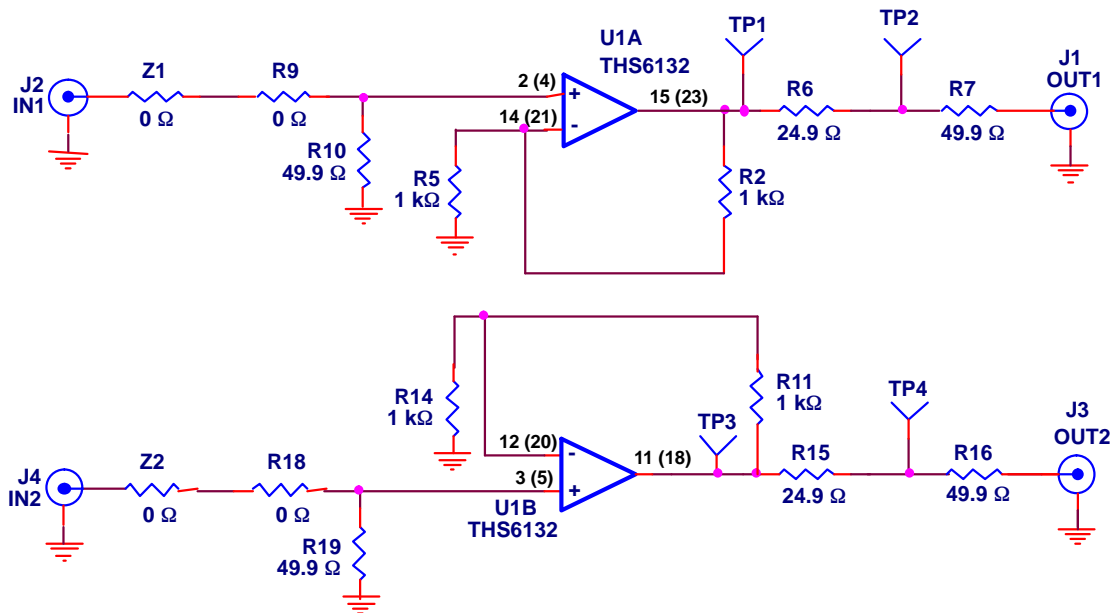 U1A
THS6132
TP1
TP2
J1
OUT1
J2
IN1
Z1
0 Ω
R9
0 Ω
2 (4)
+
14 (21)
-
15 (23)
R6
24.9 Ω
R7
49.9 Ω
R10
49.9 Ω
R5
1 kΩ
R2
1 kΩ
R14
1 kΩ
R11
1 kΩ
TP3
TP4
J3
OUT2
12 (20)
-
11 (18)
R15
24.9 Ω
R16
49.9 Ω
J4
IN2
Z2
0 Ω
R18
0 Ω
3 (5)
+
U1B
THS6132
R19
49.9 Ω